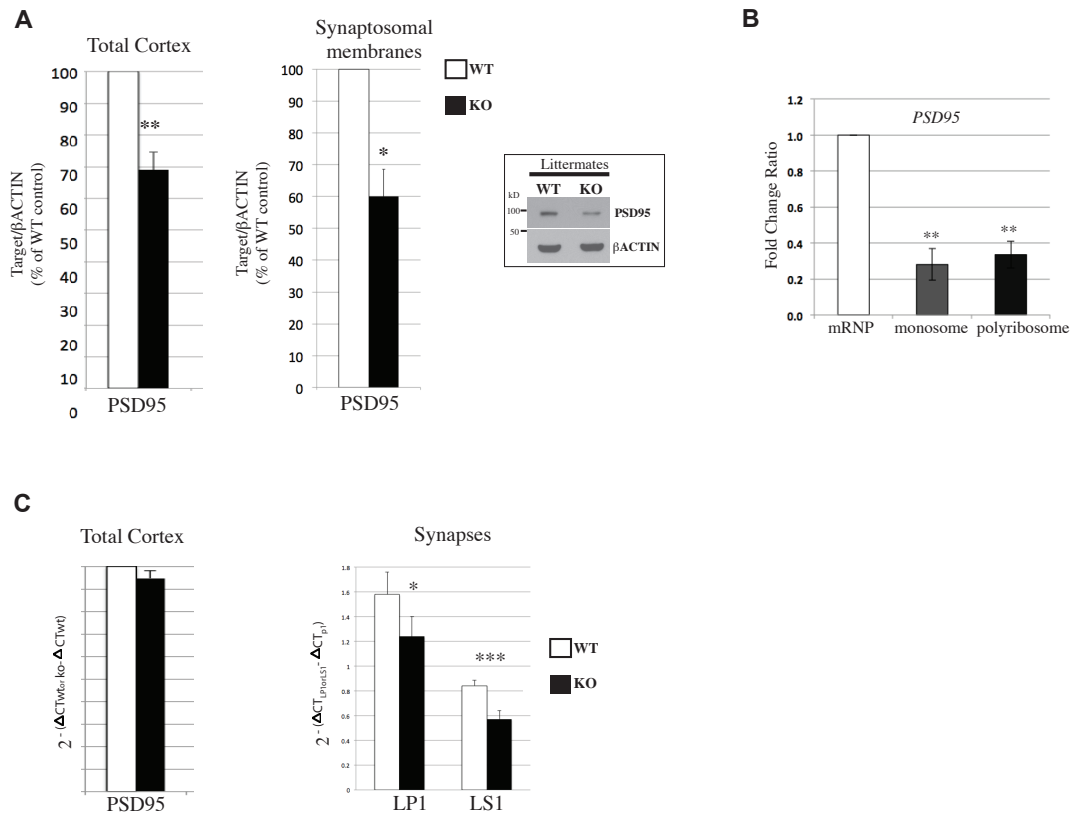 A
Total Cortex
Target/βACTIN
(% of WT control)
100
90
80
70
60
50
40
30
20
10
0
**
PSD95
Synaptosomal
membranes
Target/βACTIN
(% of WT control)
100
90
80
70
60
50
40
30
20
10
0
*
PSD95
WT
KO
Littermates
WT KO
kD
100
50
PSD95
βACTIN
B
PSD95
Fold Change Ratio
1.2
1.0
0.8
0.6
0.4
0.2
0.0
** **
mRNP monosome polyribosome
C
Total Cortex
2 - (ΔCTwt or ko- ΔCTwt)
PSD95
Synapses
2 - (ΔCT LP1orLS1- ΔCT p1)
1.8
1.6
1.4
1.2
1
0.8
0.6
0.4
0.2
0
*
***
LP1 LS1
WT
KO